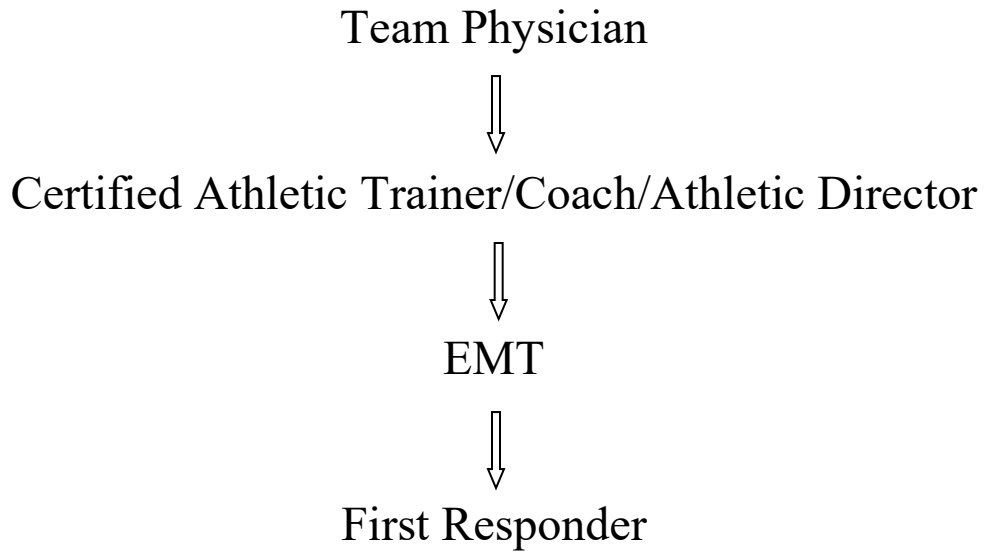 Team Physician
Certified Athletic Trainer/Coach/Athletic Director
EMT
First Responder